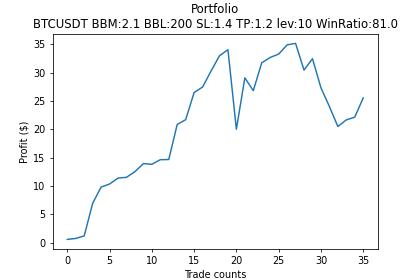 Portfolio
BTCUSDT BBM:2.1 BBL:200 SL:1.4 TP:1.2 lev:10 WinRatio:81.0
35
30
25
20
15
10
5
0
Profit ($)
0 5 10 15 20 25 30 35
Trade counts